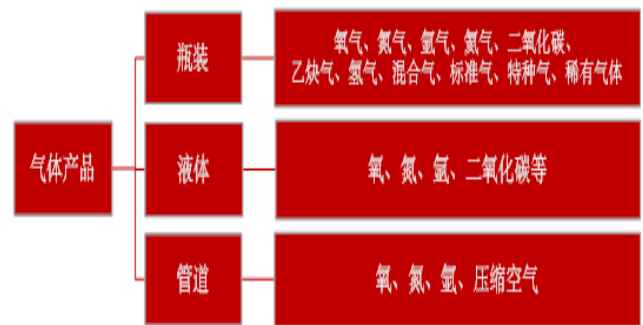 瓶装
氧气、氮气、氩气、氦气、二氧化碳、
乙炔气、氢气、混合气、标准气、特种气、稀有气体
气体产品
液体
氧、氮、氩、二氧化碳等
管道
氧、氮、氩、压缩空气